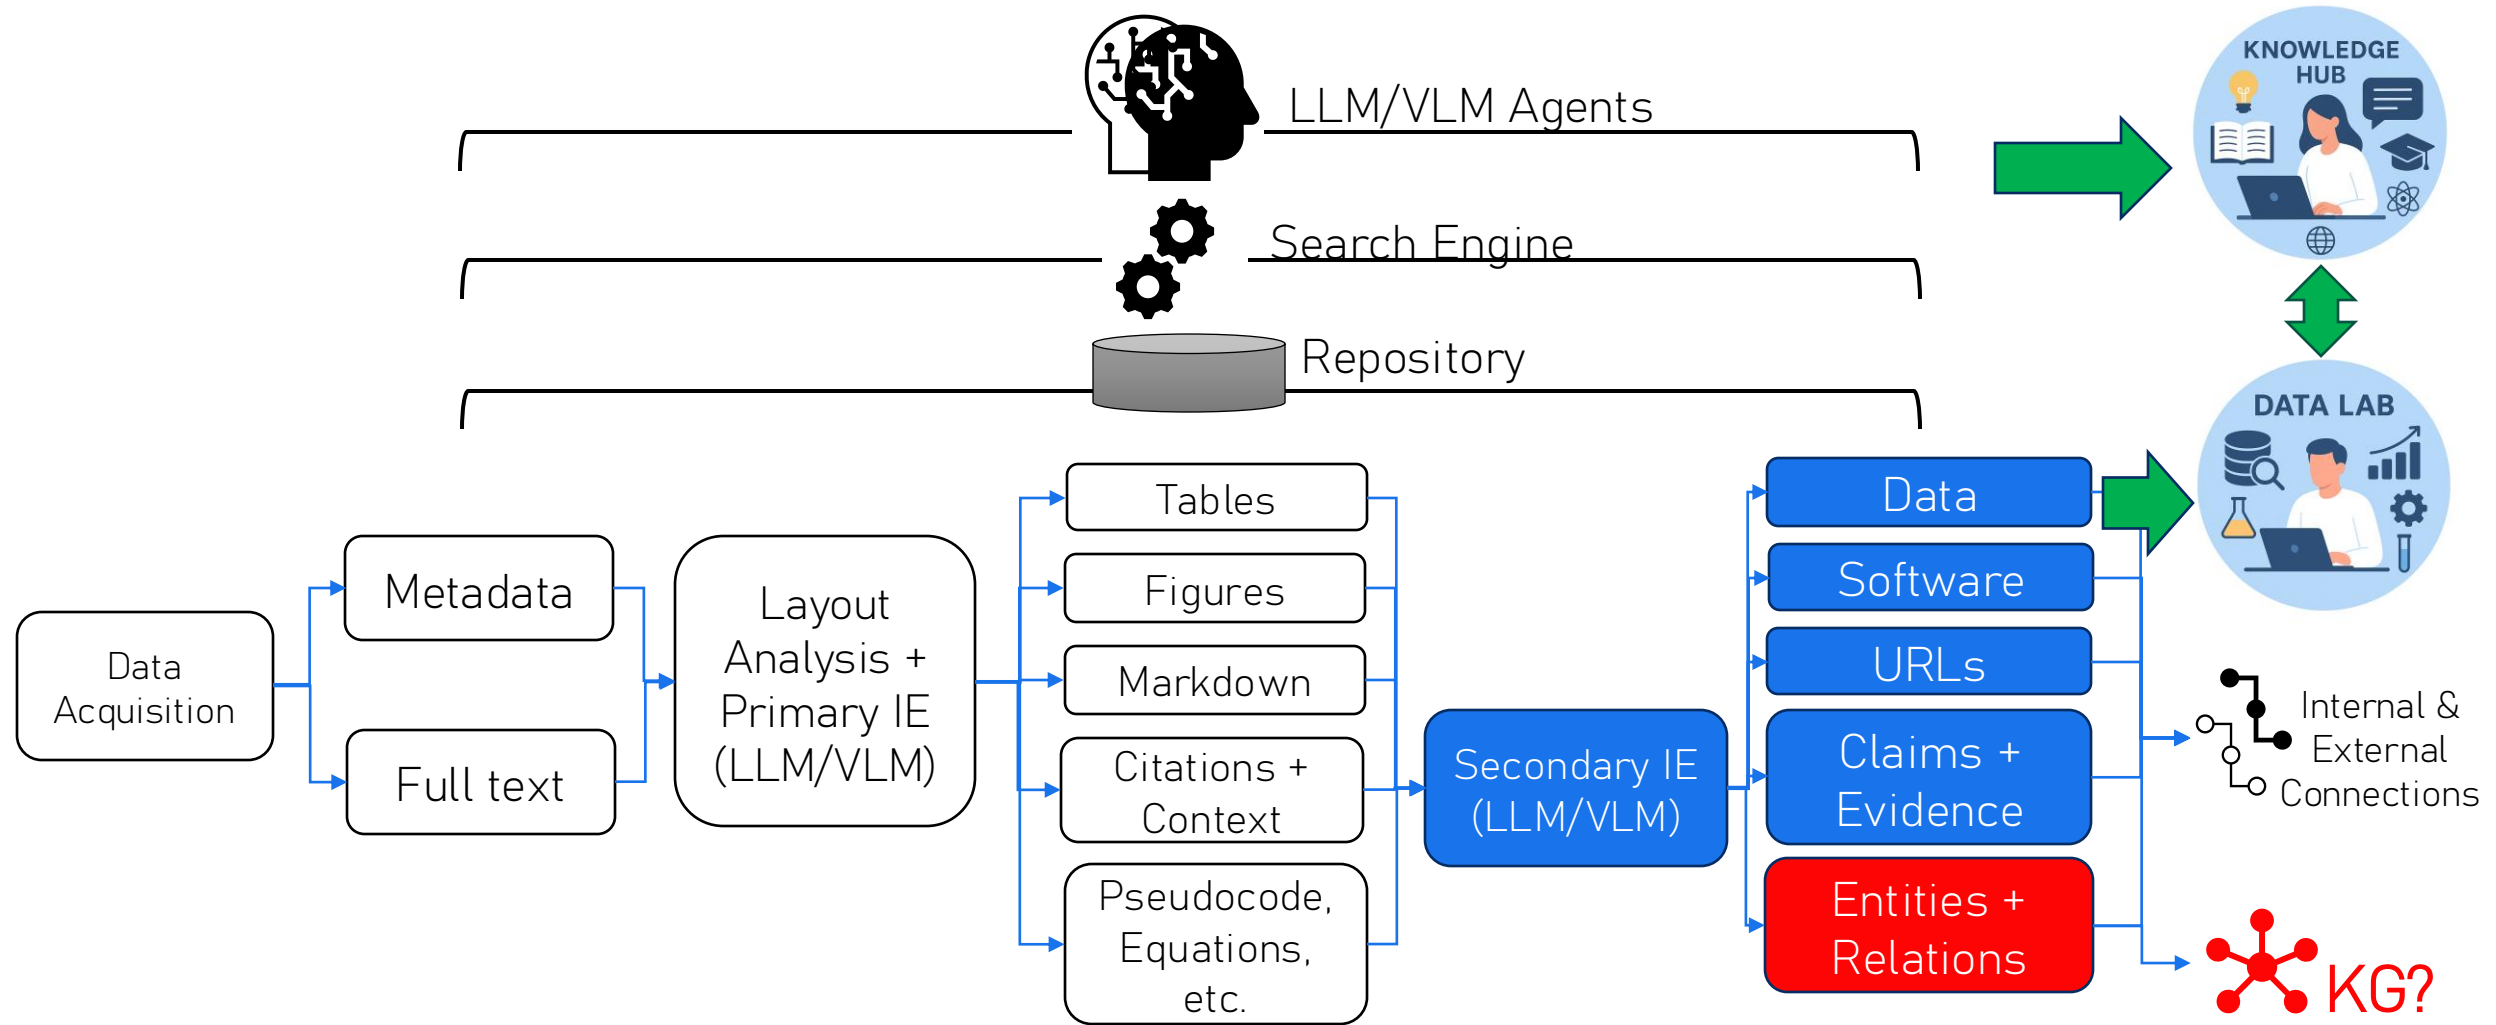 KNOWLEDGE
HUB
LLM/VLM Agents
Search Engine
Repository
DATA LAB
Data
Acquisition
Metadata
Full text
Layout
Analysis +
Primary IE
(LLM/VLM)
Tables
Figures
Markdown
Citations +
Context
Pseudocode,
Equations,
etc.
Secondary IE
(LLM/VLM)
Data
Software
URLs
Claims +
Evidence
Entities +
Relations
Internal &
External
Connections
KG?